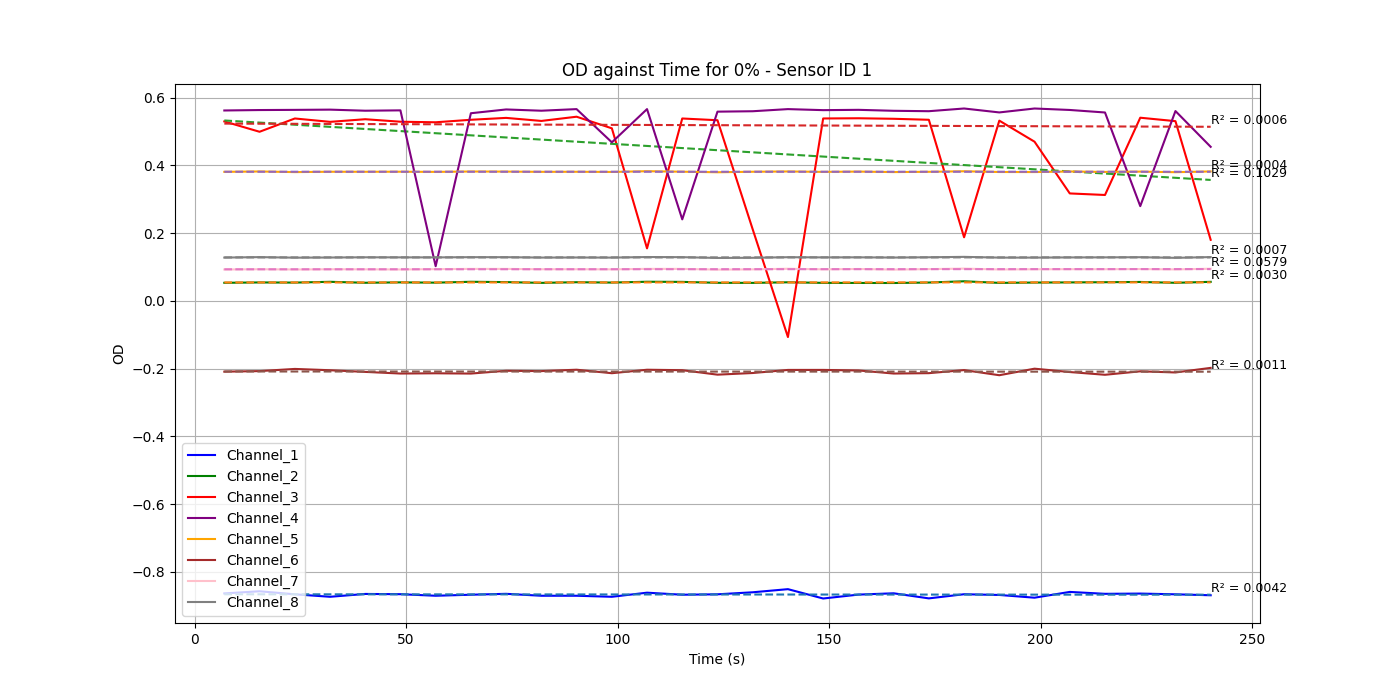 OD against Time for 0% - Sensor ID 1
0.6
0.4
0.2
0.0
−0.2
−0.4
−0.6
−0.8
OD
R² = 0.0006
R² = 0.0004
R² = 0.1029
R² = 0.0007
R² = 0.0579
R² = 0.0030
R² = 0.0011
R² = 0.0042
Channel_1
Channel_2
Channel_3
Channel_4
Channel_5
Channel_6
Channel_7
Channel_8
0
50
100
150
200
250
Time (s)